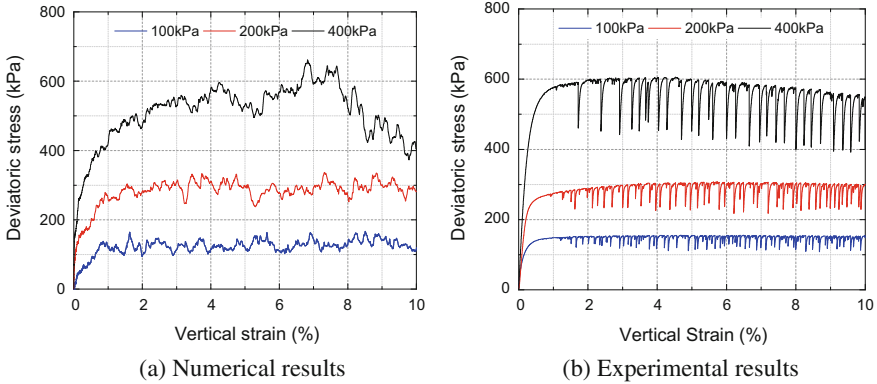 100kPa 200kPa 400kPa
Deviatoric stress (kPa)
800
600
400
200
0
0 2 4 6 8 10
Vertical strain (%)
(a) Numerical results
100kPa 200kPa 400kPa
Deviatoric stress (kPa)
800
600
400
200
0
0 2 4 6 8 10
Vertical Strain (%)
(b) Experimental results